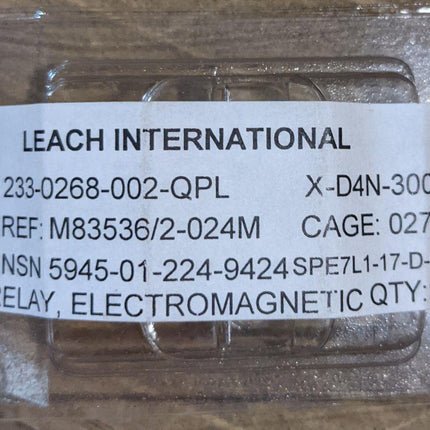 LEACH INTERNATIONAL
233-0268-002-QPL X-D4N-300
REF: M83536/2-024M CAGE: 027
NSN 5945-01-224-9424 SPE7L1-17-D-
RELAY, ELECTROMAGNETIC QTY: